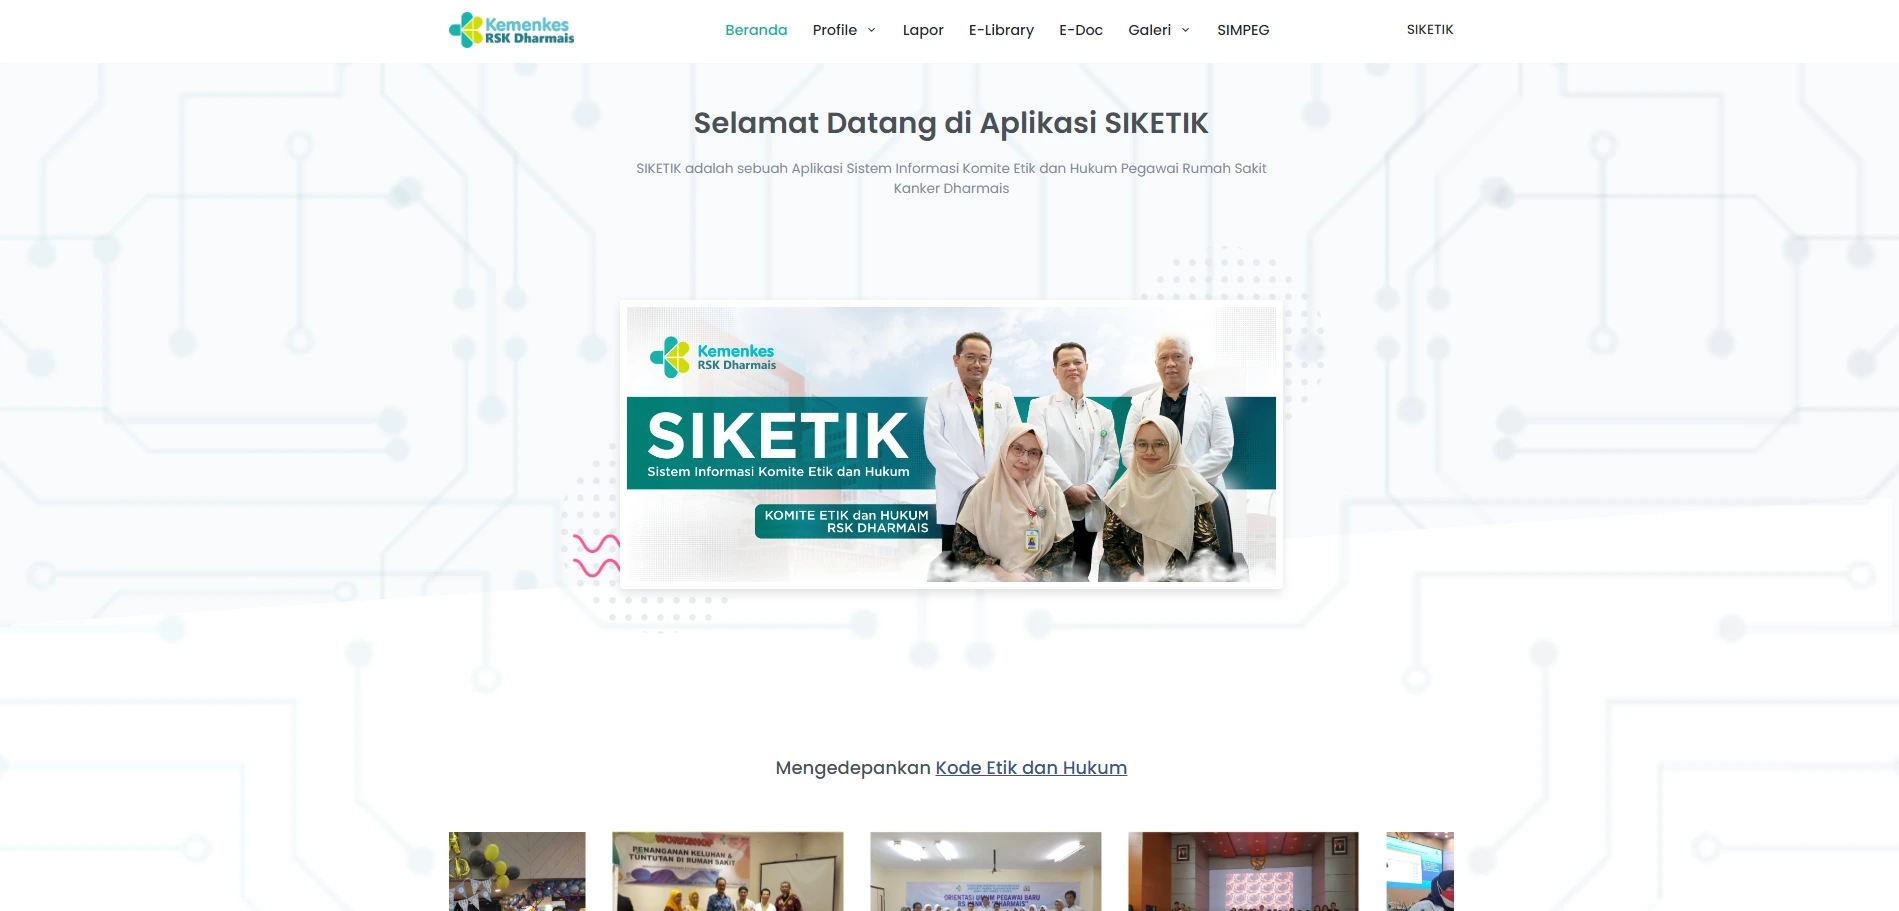 Kemenkes
RSK Dharmais
Beranda
Profile
Lapor
E-Library
E-Doc
Galeri
SIMPEG
SIKETIK
Selamat Datang di Aplikasi SIKETIK
SIKETIK adalah sebuah Aplikasi Sistem Informasi Komite Etik dan Hukum Pegawai Rumah Sakit
Kanker Dharmais
Kemenkes
RSK Dharmais
SIKETIK
Sistem Informasi Komite Etik dan Hukum
KOMITE ETIK dan HUKUM
RSK DHARMAIS
Mengedepankan Kode Etik dan Hukum
WORKSHOP
PENANGANAN KELUHAN &
TUNTUTAN DI RUMAH SAKIT
ORIENTASI UMUM PEGAWAI BARU
RS KANKER "DHARMAIS"